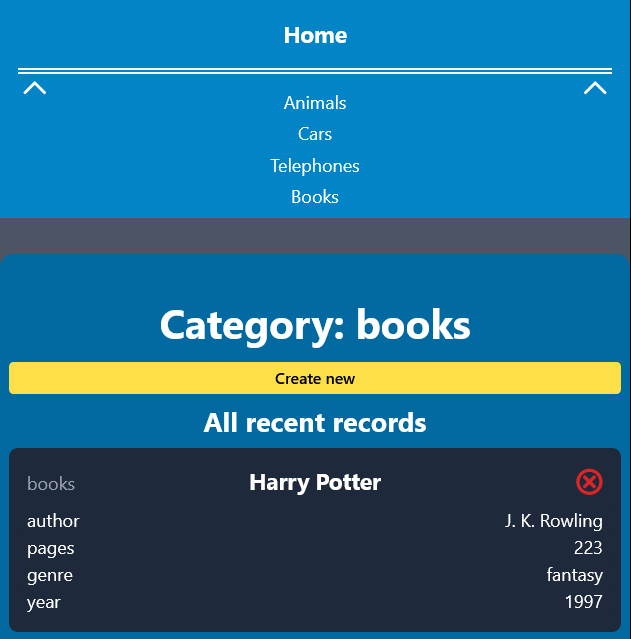 Home
Animals
Cars
Telephones
Books
Category: books
Create new
All recent records
books Harry Potter
author J. K. Rowling
pages 223
genre fantasy
year 1997